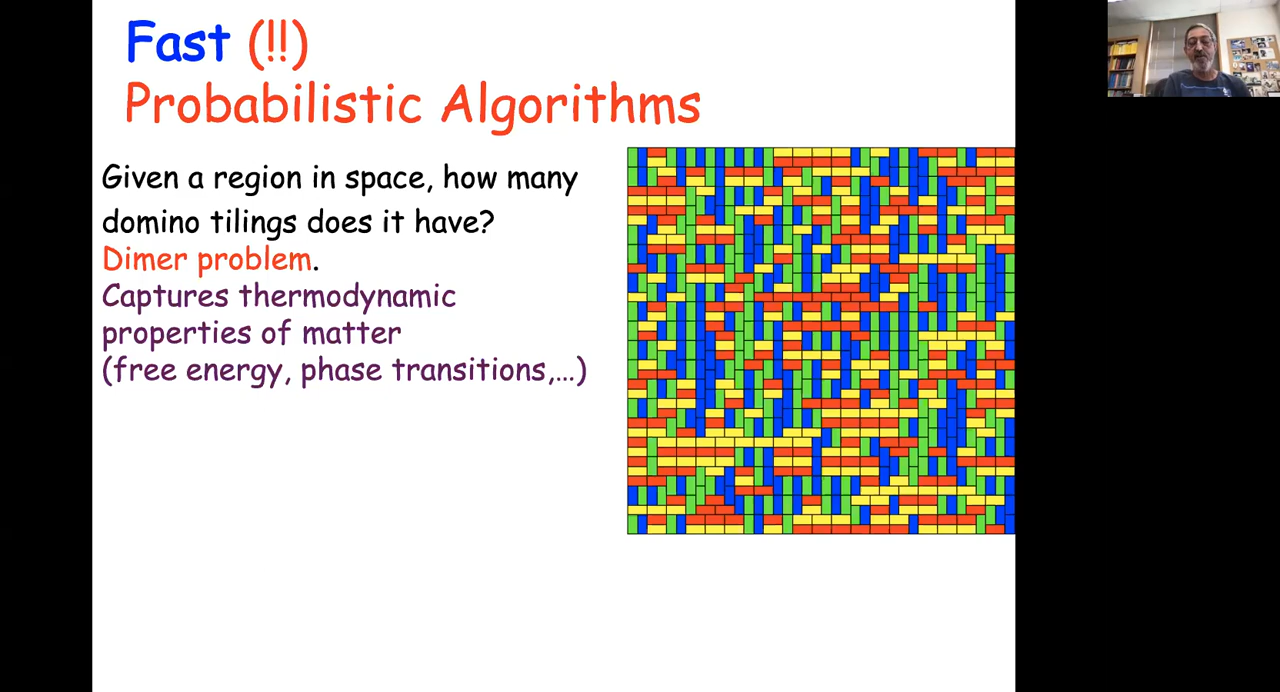 Fast (!!)
Probabilistic Algorithms
Given a region in space, how many
domino tilings does it have?
Dimer problem.
Captures thermodynamic
properties of matter
(free energy, phase transitions,…)